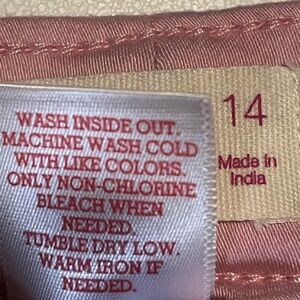 WASH INSIDE OUT.
MACHINE WASH COLD
WITH LIKE COLORS.
ONLY NON-CHLORINE
BLEACH WHEN
NEEDED.
TUMBLE DRY LOW.
WARM IRON IF
NEEDED.
14
Made In
India